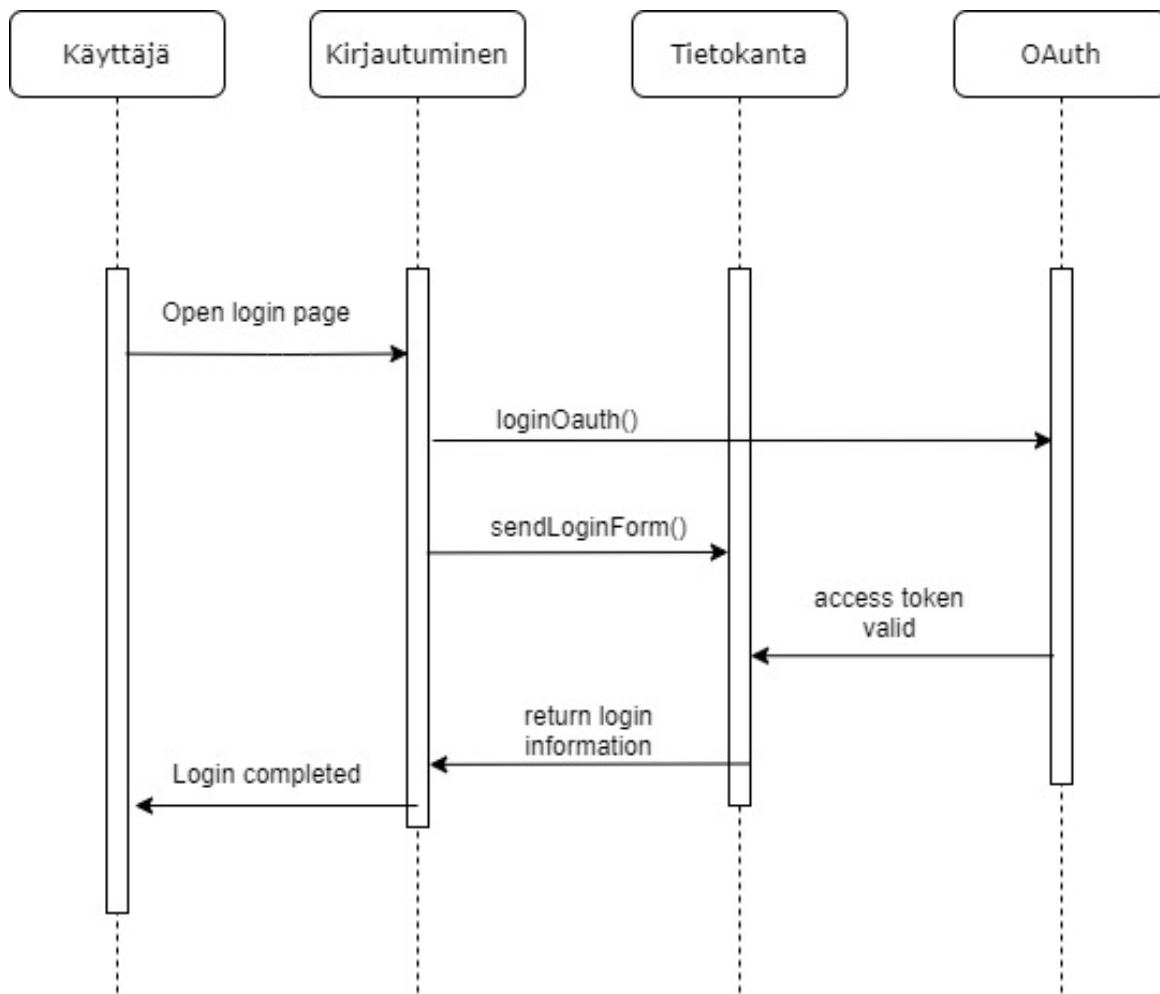 Käyttäjä
Kirjautuminen
Tietokanta
OAuth
Open login page
loginOauth()
sendLoginForm()
access token
valid
return login
information
Login completed